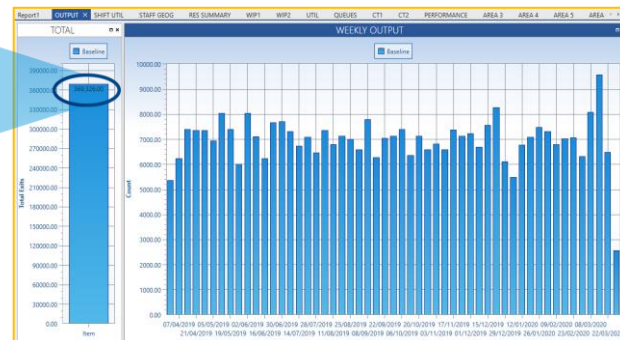 Report1 OUTPUT × SHIFT UTIL STAFF GEOG RES SUMMARY WIP1 WIP2 UTIL QUEUES CT1 CT2 PERFORMANCE AREA 3 AREA 4 AREA 5 AREA
TOTAL
WEEKLY OUTPUT
Baseline
Baseline
390000.00
360000.00
330000.00
300000.00
270000.00
240000.00
210000.00
180000.00
150000.00
120000.00
90000.00
60000.00
30000.00
0.00
Total Exits
Item
10000.00
9000.00
8000.00
7000.00
6000.00
5000.00
4000.00
3000.00
2000.00
1000.00
0.00
Count
07/04/2019 05/05/2019 02/06/2019 30/06/2019 28/07/2019 25/08/2019 22/09/2019 20/10/2019 17/11/2019 15/12/2019 12/01/2020 09/02/2020 08/03/2020
21/04/2019 19/05/2019 16/06/2019 14/07/2019 11/08/2019 08/09/2019 06/10/2019 03/11/2019 01/12/2019 29/12/2019 26/01/2020 23/02/2020 22/03/202